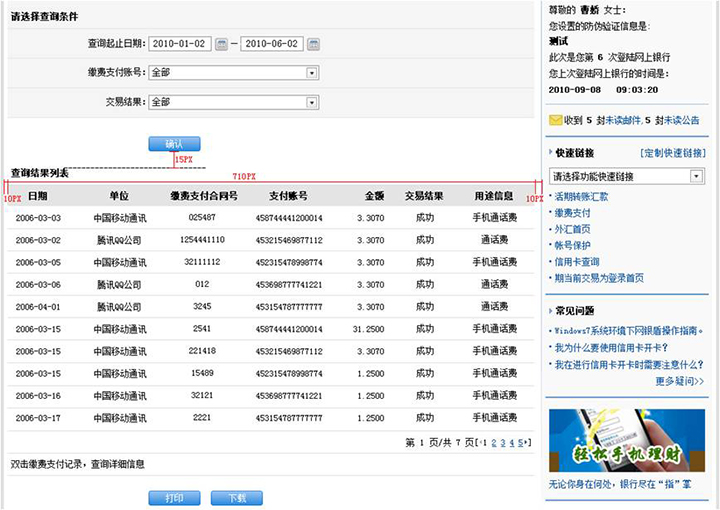 请选择查询条件
查询起止日期: 2010-01-02 — 2010-06-02
缴费支付账号: 全部
交易结果: 全部
确认
15PX
查询结果列表
710PX
10PX 10PX
日期 单位 缴费支付合同号 支付账号 金额 交易结果 用途信息
2006-03-03 中国移动通讯 025487 458744441200014 3.3070 成功 手机通话费
2006-03-02 腾讯QQ公司 1254441110 453215469877112 3.3070 成功 通话费
2006-03-05 中国移动通讯 32111112 452315478998774 3.3070 成功 手机通话费
2006-03-06 腾讯QQ公司 012 453698777741221 3.3070 成功 通话费
2006-04-01 腾讯QQ公司 3245 453154787777777 3.3070 成功 通话费
2006-03-15 中国移动通讯 2541 458744441200014 31.2500 成功 手机通话费
2006-03-15 中国移动通讯 221418 453215469877112 3.3070 成功 手机通话费
2006-03-15 中国移动通讯 15489 452315478998774 1.2500 成功 手机通话费
2006-03-16 中国移动通讯 32121 453698777741221 1.2500 成功 手机通话费
2006-03-17 中国移动通讯 2221 453154787777777 1.2500 成功 手机通话费
第 1 页/共 7 页[ 1 2 3 4 5 ]
双击缴费支付记录，查询详细信息
打印 下载
尊敬的 曹娇 女士:
您设置的防伪验证信息是:
测试
此次是您第 6 次登陆网上银行
您上次登陆网上银行的时间是:
2010-09-08 09:03:20
收到 5 封未读邮件, 5 封未读公告
快速链接 [定制快速链接]
请选择功能快速链接
活期转账汇款
缴费支付
外汇首页
帐号保护
信用卡查询
期当前交易为登录首页
常见问题
Windows7系统环境下网银盾操作指南。
我为什么要使用信用卡开卡？
我在进行信用卡开卡时需要注意什么？
更多疑问>>
轻松手机理财
无论你身在何处，银行尽在“指”掌